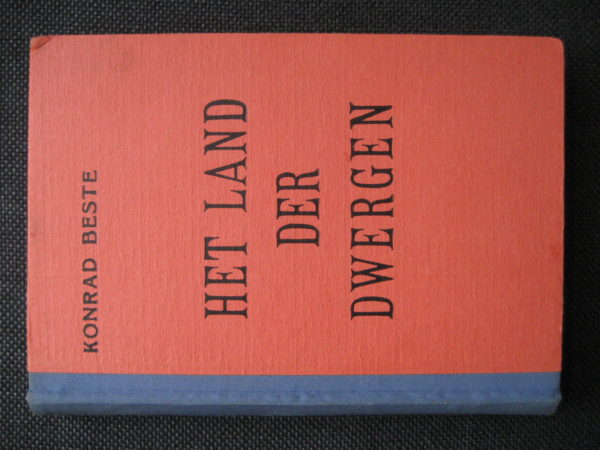 KONRAD BESTE
HET LAND
DER
DWERGEN